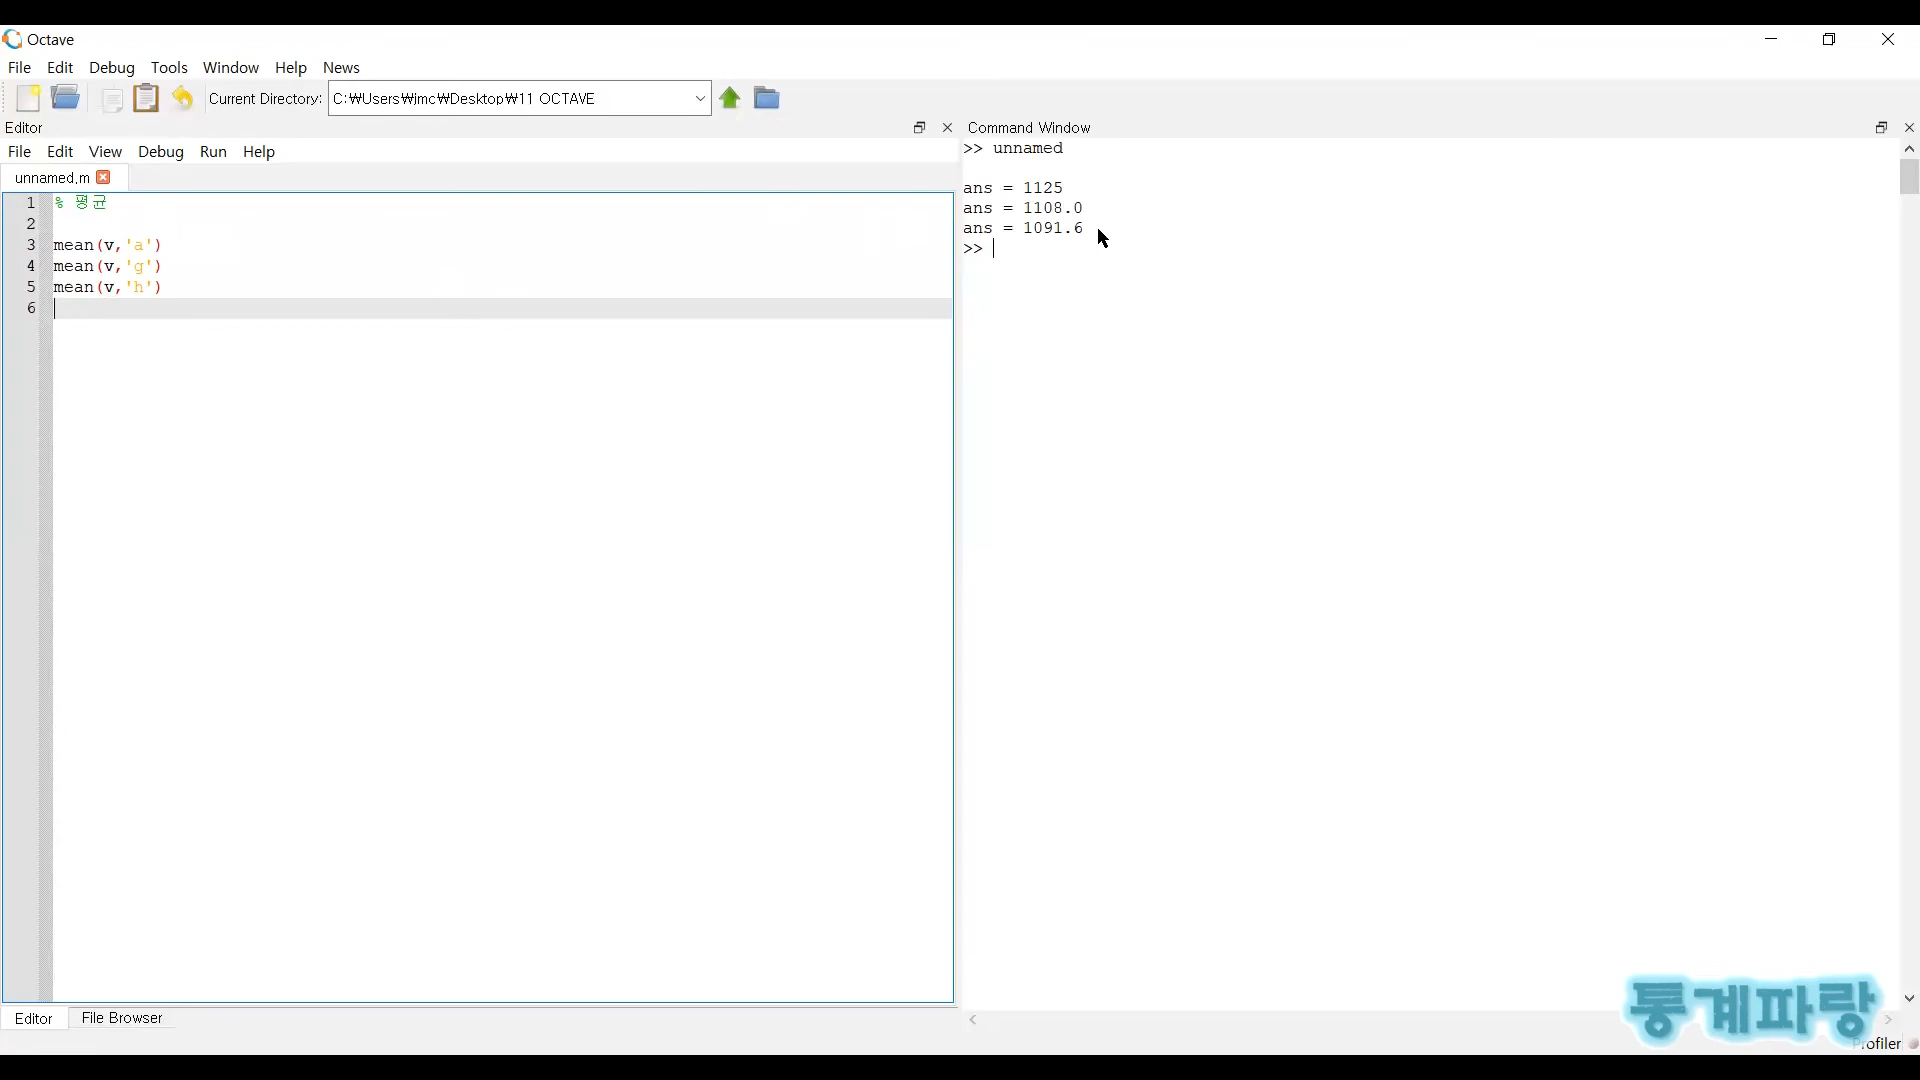 Octave
File Edit Debug Tools Window Help News
Current Directory: C:₩Users₩jmc₩Desktop₩11 OCTAVE
Editor
File Edit View Debug Run Help
unnamed.m
1 % 평균
2
3 mean(v,'a')
4 mean(v,'g')
5 mean(v,'h')
6
Editor File Browser
Command Window
>> unnamed
ans = 1125
ans = 1108.0
ans = 1091.6
>>
통계파랑
Profiler